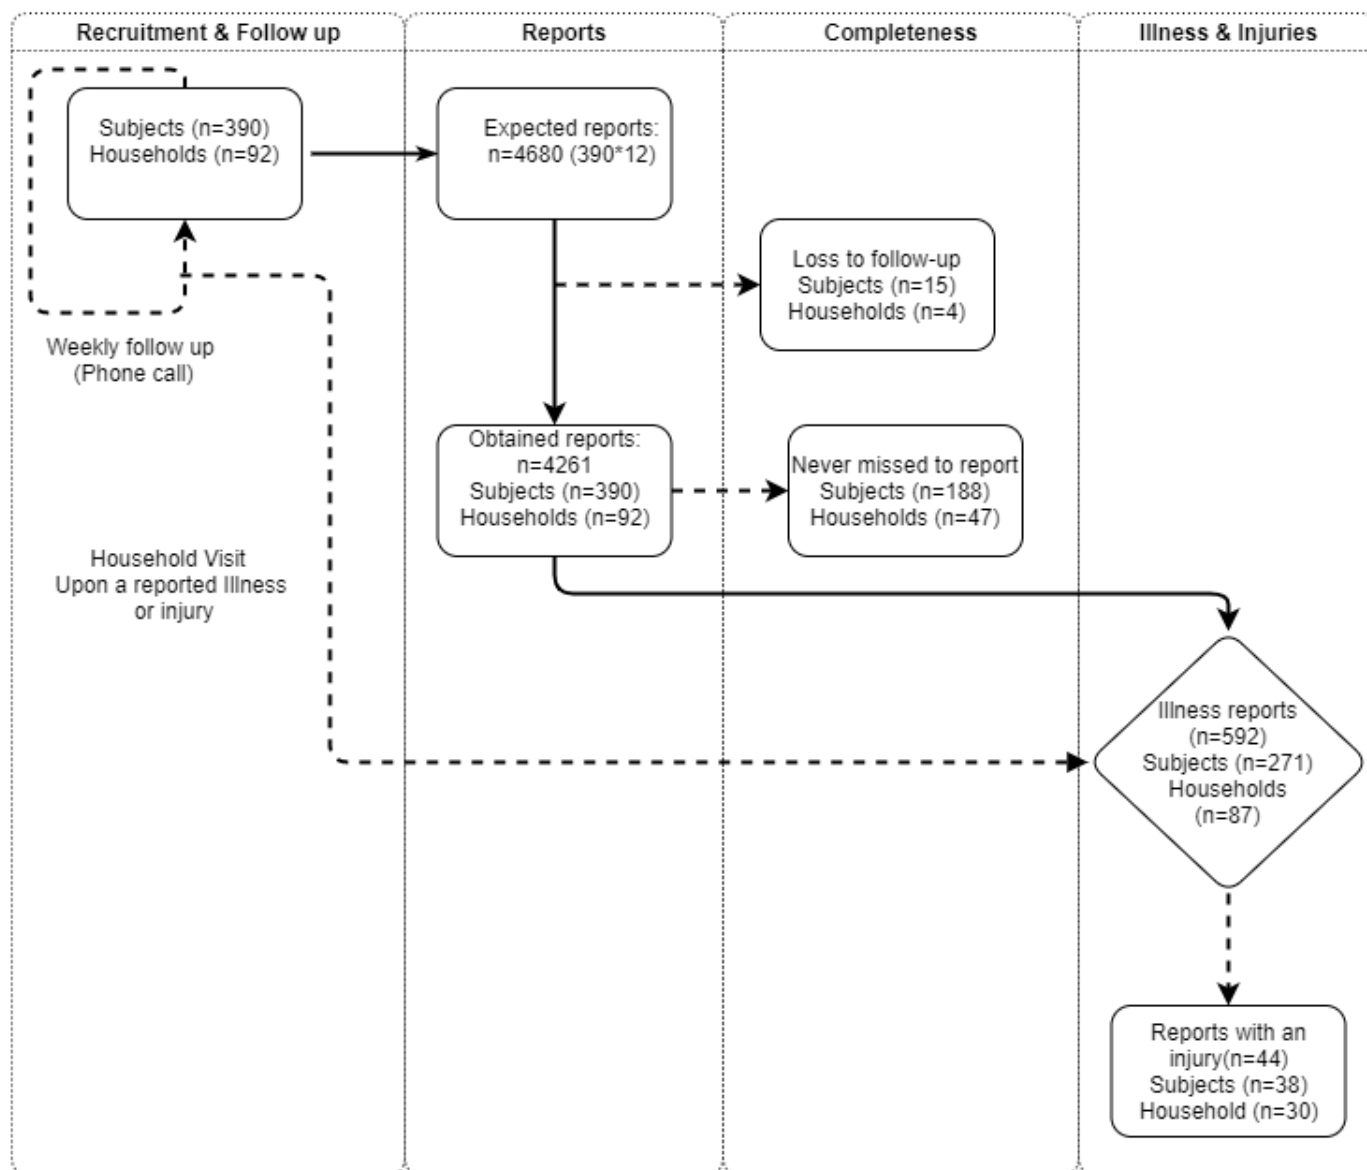 Recruitment & Follow up
Reports
Completeness
Illness & Injuries
Subjects (n=390)
Households (n=92)
Expected reports:
n=4680 (390*12)
Loss to follow-up
Subjects (n=15)
Households (n=4)
Weekly follow up
(Phone call)
Obtained reports:
n=4261
Subjects (n=390)
Households (n=92)
Never missed to report
Subjects (n=188)
Households (n=47)
Household Visit
Upon a reported Illness
or injury
Illness reports
(n=592)
Subjects (n=271)
Households
(n=87)
Reports with an
injury(n=44)
Subjects (n=38)
Household (n=30)